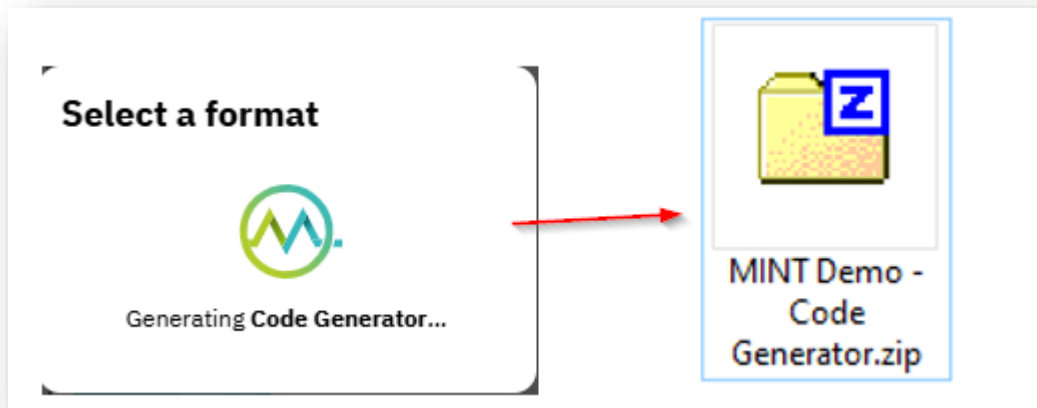 Select a format
Generating Code Generator...
Z
MINT Demo -
Code
Generator.zip